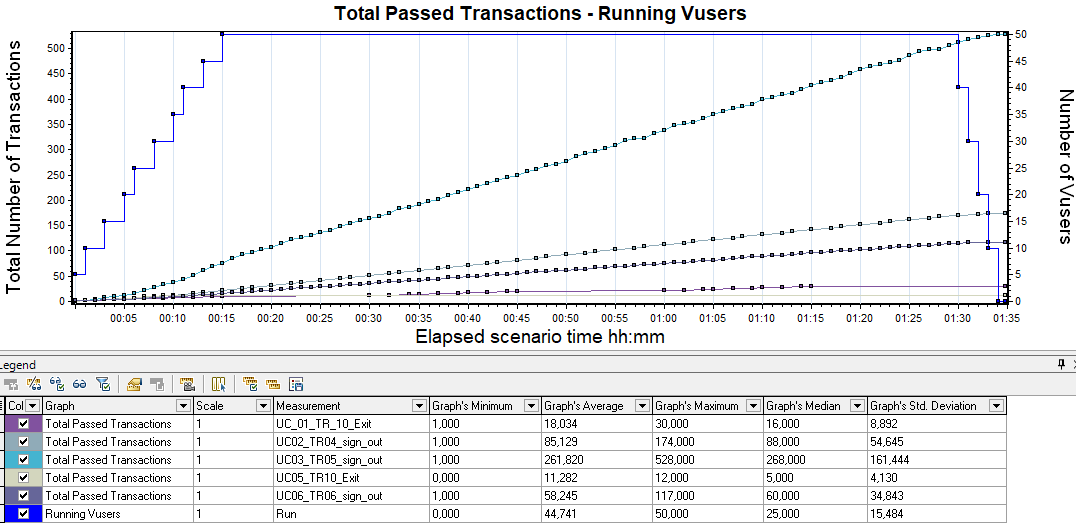 Total Passed Transactions - Running Vusers
Total Number of Transactions
500
450
400
350
300
250
200
150
100
50
0
50
45
40
35
30
25
20
15
10
5
0
Number of Vusers
00:05 00:10 00:15 00:20 00:25 00:30 00:35 00:40 00:45 00:50 00:55 01:00 01:05 01:10 01:15 01:20 01:25 01:30 01:35
Elapsed scenario time hh:mm
Legend
Col Graph Scale Measurement Graph's Minimum Graph's Average Graph's Maximum Graph's Median Graph's Std. Deviation
Total Passed Transactions 1 UC_01_TR_10_Exit 1,000 18,034 30,000 16,000 8,892
Total Passed Transactions 1 UC02_TR04_sign_out 1,000 85,129 174,000 88,000 54,645
Total Passed Transactions 1 UC03_TR05_sign_out 1,000 261,820 528,000 268,000 161,444
Total Passed Transactions 1 UC05_TR10_Exit 0,000 11,282 12,000 5,000 4,130
Total Passed Transactions 1 UC06_TR06_sign_out 1,000 58,245 117,000 60,000 34,843
Running Vusers 1 Run 0,000 44,741 50,000 25,000 15,484